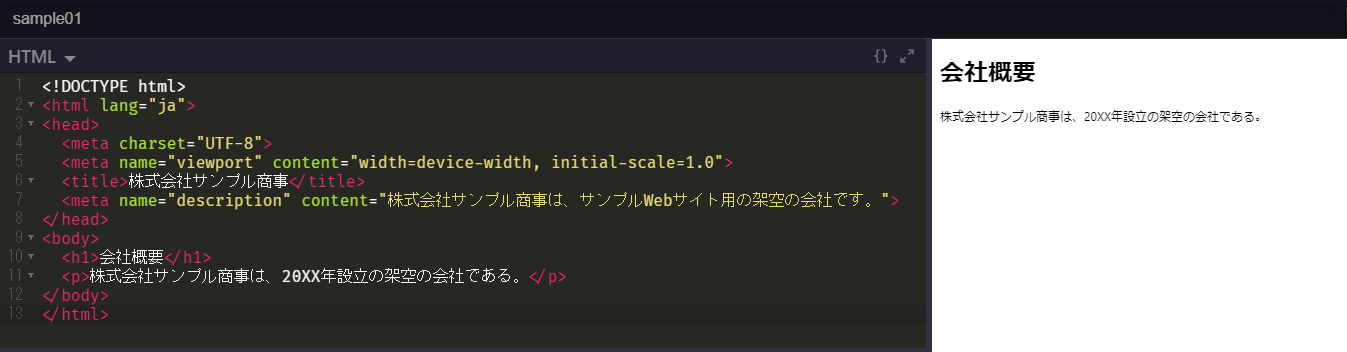 sample01
HTML
{}
1 <!DOCTYPE html>
2 <html lang="ja">
3 <head>
4 <meta charset="UTF-8">
5 <meta name="viewport" content="width=device-width, initial-scale=1.0">
6 <title>株式会社サンプル商事</title>
7 <meta name="description" content="株式会社サンプル商事は、サンプルWebサイト用の架空の会社です。">
8 </head>
9 <body>
10 <h1>会社概要</h1>
11 <p>株式会社サンプル商事は、20XX年設立の架空の会社である。</p>
12 </body>
13 </html>
会社概要
株式会社サンプル商事は、20XX年設立の架空の会社である。